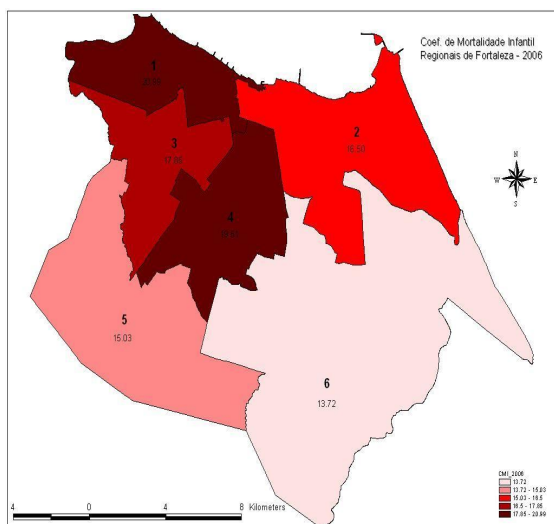 Coef. de Mortalidade Infantil
Regionais de Fortaleza - 2006
1
2
16.50
3
17.85
4
5
15.03
6
13.72
N
W E
S
CMI_2006
13.72
13.72 - 15.03
15.03 - 16.5
16.5 - 17.85
17.85 - 20.99
4 0 4 8 Kilometers